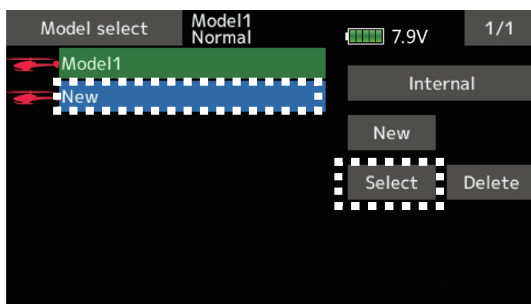 Model select
Model1
Normal
7.9V
1/1
Model1
New
Internal
New
Select
Delete